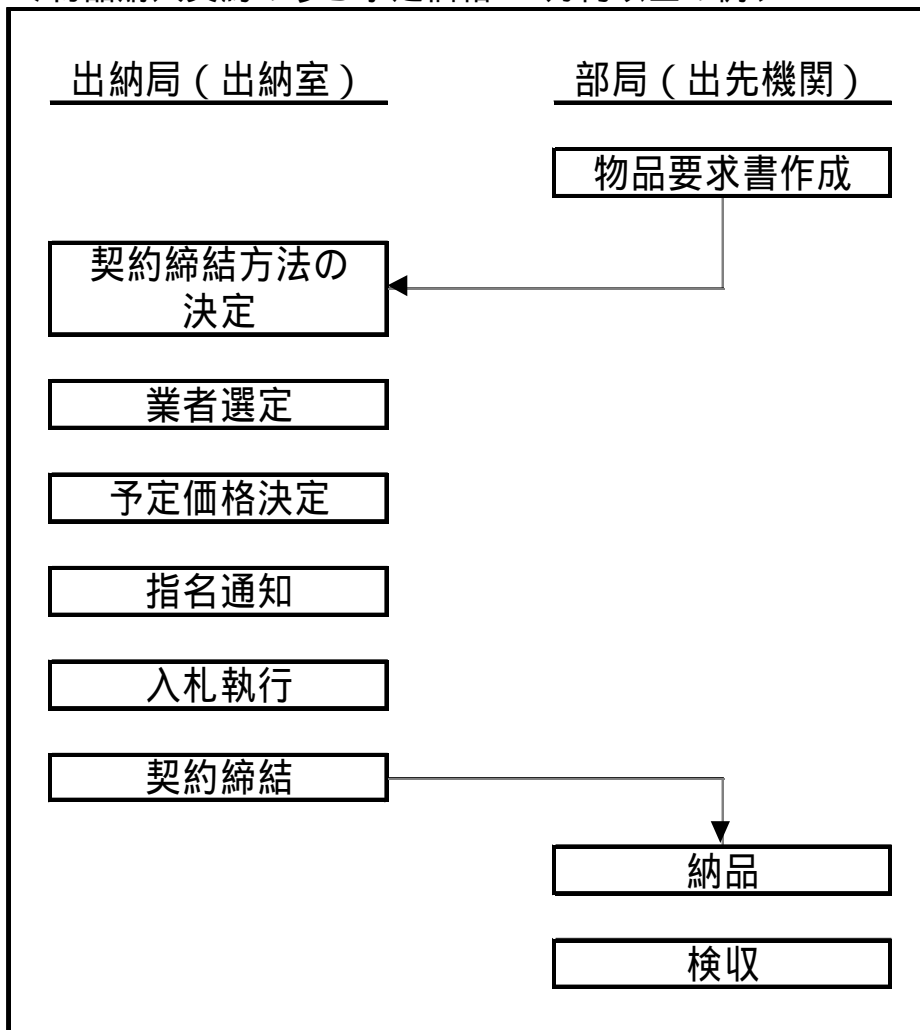 出納局（出納室）
部局（出先機関）
物品要求書作成
契約締結方法の
決定
業者選定
予定価格決定
指名通知
入札執行
契約締結
納品
検収